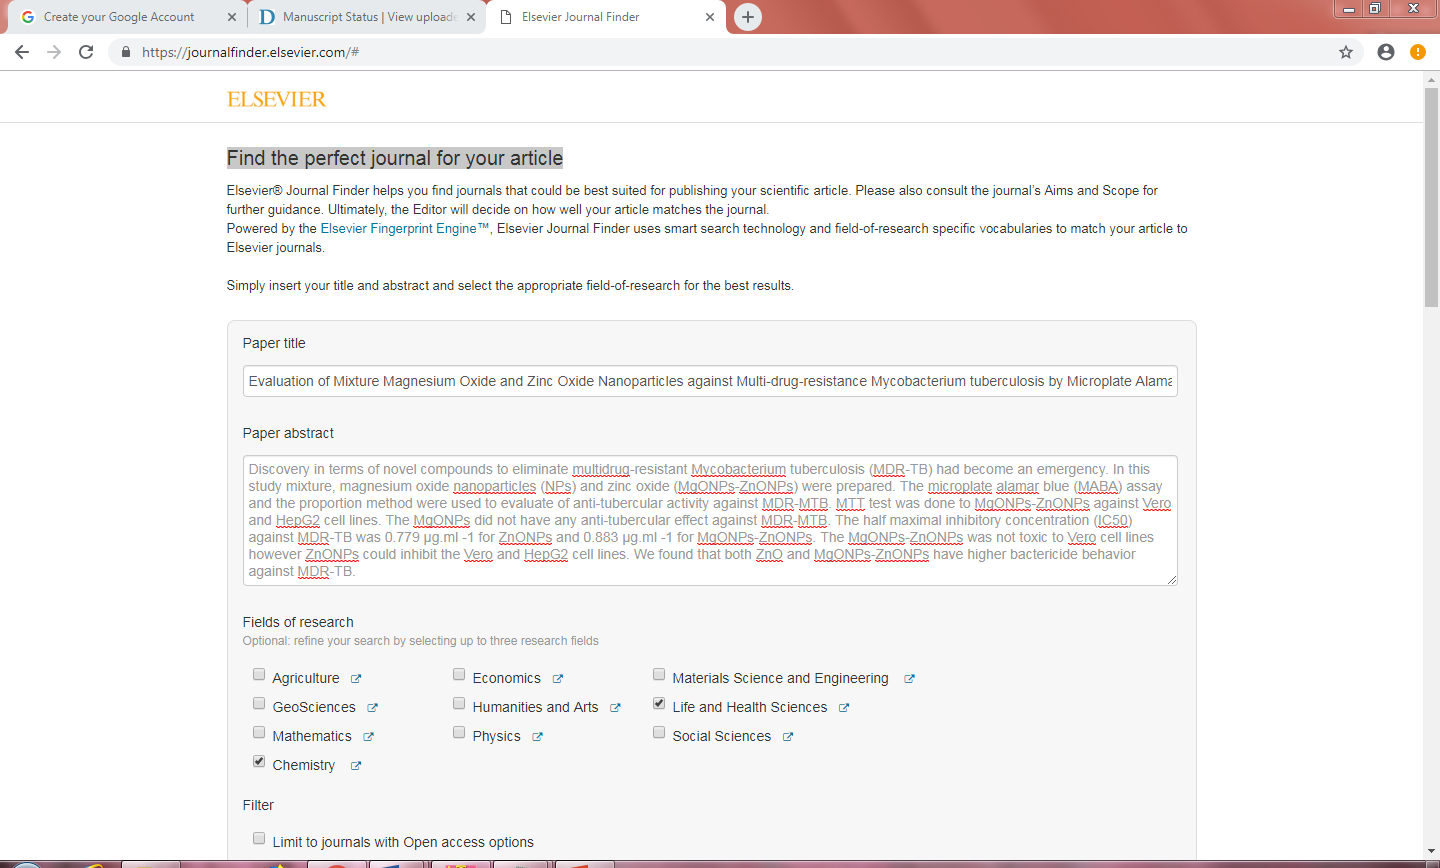 Create your Google Account
Manuscript Status | View uploade
Elsevier Journal Finder
https://journalfinder.elsevier.com/#
ELSEVIER
Find the perfect journal for your article
Elsevier® Journal Finder helps you find journals that could be best suited for publishing your scientific article. Please also consult the journal's Aims and Scope for
further guidance. Ultimately, the Editor will decide on how well your article matches the journal.
Powered by the Elsevier Fingerprint Engine™, Elsevier Journal Finder uses smart search technology and field-of-research specific vocabularies to match your article to
Elsevier journals.
Simply insert your title and abstract and select the appropriate field-of-research for the best results.
Paper title
Evaluation of Mixture Magnesium Oxide and Zinc Oxide Nanoparticles against Multi-drug-resistance Mycobacterium tuberculosis by Microplate Alama
Paper abstract
Discovery in terms of novel compounds to eliminate multidrug-resistant Mycobacterium tuberculosis (MDR-TB) had become an emergency. In this
study mixture, magnesium oxide nanoparticles (NPs) and zinc oxide (MgONPs-ZnONPs) were prepared. The microplate alamar blue (MABA) assay
and the proportion method were used to evaluate of anti-tubercular activity against MDR-MTB. MTT test was done to MgONPs-ZnONPs against Vero
and HepG2 cell lines. The MgONPs did not have any anti-tubercular effect against MDR-MTB. The half maximal inhibitory concentration (IC50)
against MDR-TB was 0.779 µg.ml -1 for ZnONPs and 0.883 µg.ml -1 for MgONPs-ZnONPs. The MgONPs-ZnONPs was not toxic to Vero cell lines
however ZnONPs could inhibit the Vero and HepG2 cell lines. We found that both ZnO and MgONPs-ZnONPs have higher bactericide behavior
against MDR-TB.
Fields of research
Optional: refine your search by selecting up to three research fields
Agriculture Economics Materials Science and Engineering
GeoSciences Humanities and Arts Life and Health Sciences
Mathematics Physics Social Sciences
Chemistry
Filter
Limit to journals with Open access options